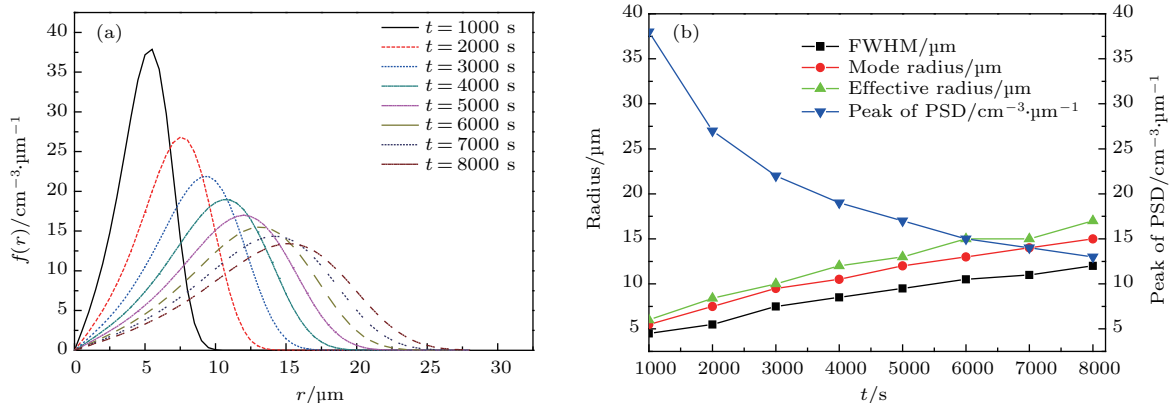 (a)
t = 1000 s
t = 2000 s
t = 3000 s
t = 4000 s
t = 5000 s
t = 6000 s
t = 7000 s
t = 8000 s
40
35
30
25
20
15
10
5
0
f(r)/cm⁻³·µm⁻¹
0 5 10 15 20 25 30
r/µm
(b)
FWHM/µm
Mode radius/µm
Effective radius/µm
Peak of PSD/cm⁻³·µm⁻¹
40
35
30
25
20
15
10
5
Radius/µm
40
35
30
25
20
15
10
5
Peak of PSD/cm⁻³·µm⁻¹
1000 2000 3000 4000 5000 6000 7000 8000
t/s